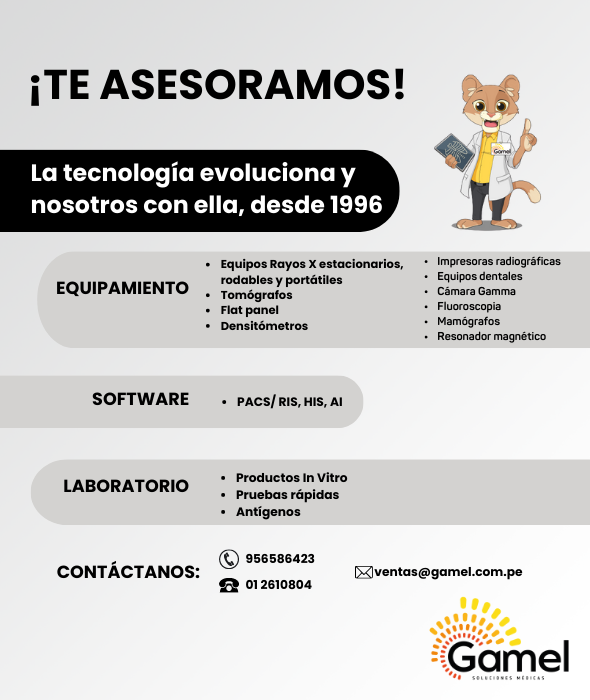 ¡TE ASESORAMOS!
Gamel
La tecnología evoluciona y
nosotros con ella, desde 1996
EQUIPAMIENTO
• Equipos Rayos X estacionarios,
rodables y portátiles
• Tomógrafos
• Flat panel
• Densitómetros
• Impresoras radiográficas
• Equipos dentales
• Cámara Gamma
• Fluoroscopia
• Mamógrafos
• Resonador magnético
SOFTWARE
• PACS/ RIS, HIS, AI
LABORATORIO
• Productos In Vitro
• Pruebas rápidas
• Antígenos
CONTÁCTANOS:
956586423
01 2610804
ventas@gamel.com.pe
Gamel
SOLUCIONES MÉDICAS